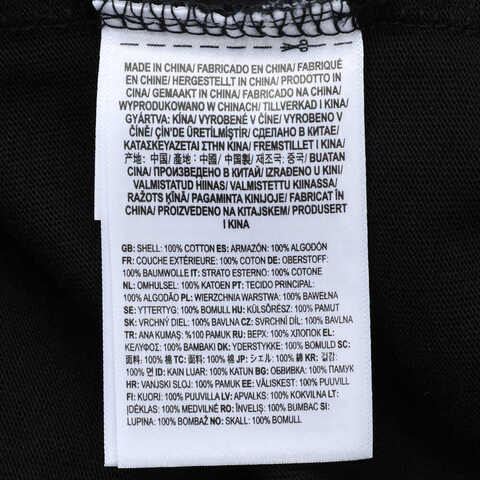 MADE IN CHINA/ FABRICADO EN CHINA/ FABRIQUÉ
EN CHINE/ HERGESTELLT IN CHINA/ PRODOTTO IN
CINA/ GEMAAKT IN CHINA/ FABRICADO NA CHINA/
WYPRODUKOWANO W CHINACH/ TILLVERKAD I KINA/
GYÁRTVA: KÍNA/ VYROBENÉ V ČÍNE/ VYROBENO V
ČÍNĚ/ ÇİN'DE ÜRETİLMİŞTİR/ СДЕЛАНО В КИТАЕ/
ΚΑΤΑΣΚΕΥΑΖΕΤΑΙ ΣΤΗΝ ΚΙΝΑ/ FREMSTILLET I KINA/
产地: 中国/ 產地: 中國/ 中国製/ 제조국: 중국/ BUATAN
CINA/ ПРОИЗВЕДЕНО В КИТАЙ/ IZRAĐENO U KINI/
VALMISTATUD HIINAS/ VALMISTETTU KIINASSA/
RAŽOTS ĶĪNĀ/ PAGAMINTA KINIJOJE/ FABRICAT ÎN
CHINA/ PROIZVEDENO NA KITAJSKEM/ PRODUSERT
I KINA
GB: SHELL: 100% COTTON ES: ARMAZÓN: 100% ALGODÓN
FR: COUCHE EXTÉRIEURE: 100% COTON DE: OBERSTOFF:
100% BAUMWOLLE IT: STRATO ESTERNO: 100% COTONE
NL: OMHULSEL: 100% KATOEN PT: TECIDO PRINCIPAL:
100% ALGODÃO PL: WIERZCHNIA WARSTWA: 100% BAWEŁNA
SE: YTTERTYG: 100% BOMULL HU: KÜLSŐRÉSZ: 100% PAMUT
SK: VRCHNÝ DIEL: 100% BAVLNA CZ: SVRCHNÍ DÍL: 100% BAVLNA
TR: ANA KUMAŞ: %100 PAMUK RU: ВЕРХ: 100% ХЛОПОК EL:
ΚΕΛΥΦΟΣ: 100% ΒΑΜΒΑΚΙ DK: YDERSTYKKE: 100% BOMULD SC:
面料: 100% 棉 TC: 面料: 100% 棉 JP: シェル: 100% 綿 KR: 겉감:
100% 면 ID: KAIN LUAR: 100% KATUN BG: ОБВИВКА: 100% ПАМУК
HR: VANJSKI SLOJ: 100% PAMUK EE: VÄLISKEST: 100% PUUVILL
FI: KUORI: 100% PUUVILLA LV: APVALKS: 100% KOKVILNA LT:
ĮDĖKLAS: 100% MEDVILNĖ RO: ÎNVELIŞ: 100% BUMBAC SI:
LUPINA: 100% BOMBAŽ NO: SKALL: 100% BOMULL